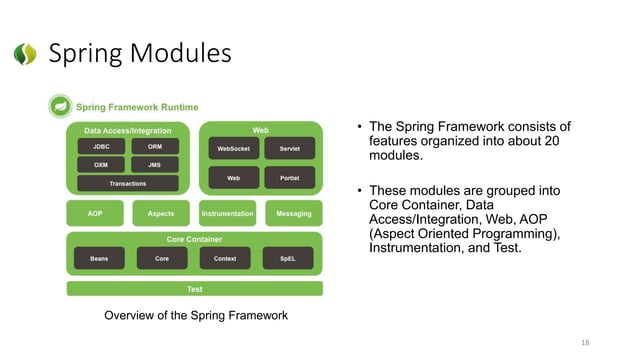 Spring Modules
Spring Framework Runtime
Data Access/Integration
JDBC
ORM
OXM
JMS
Transactions
Web
WebSocket
Servlet
Web
Portlet
AOP
Aspects
Instrumentation
Messaging
Core Container
Beans
Core
Context
SpEL
Test
Overview of the Spring Framework
• The Spring Framework consists of
features organized into about 20
modules.
• These modules are grouped into
Core Container, Data
Access/Integration, Web, AOP
(Aspect Oriented Programming),
Instrumentation, and Test.
18